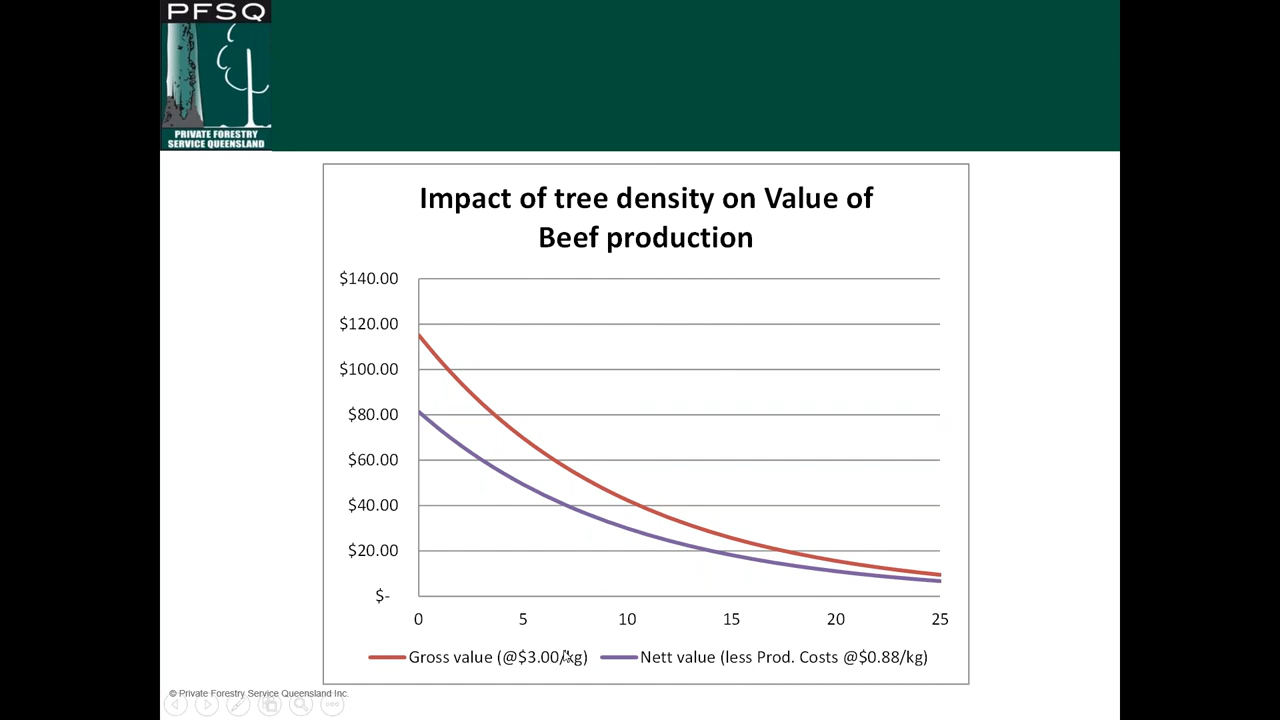 PFSQ
PRIVATE FORESTRY
SERVICE QUEENSLAND
Impact of tree density on Value of
Beef production
$140.00
$120.00
$100.00
$80.00
$60.00
$40.00
$20.00
$-
0 5 10 15 20 25
Gross value (@$3.00/kg) Nett value (less Prod. Costs @$0.88/kg)
© Private Forestry Service Queensland Inc.